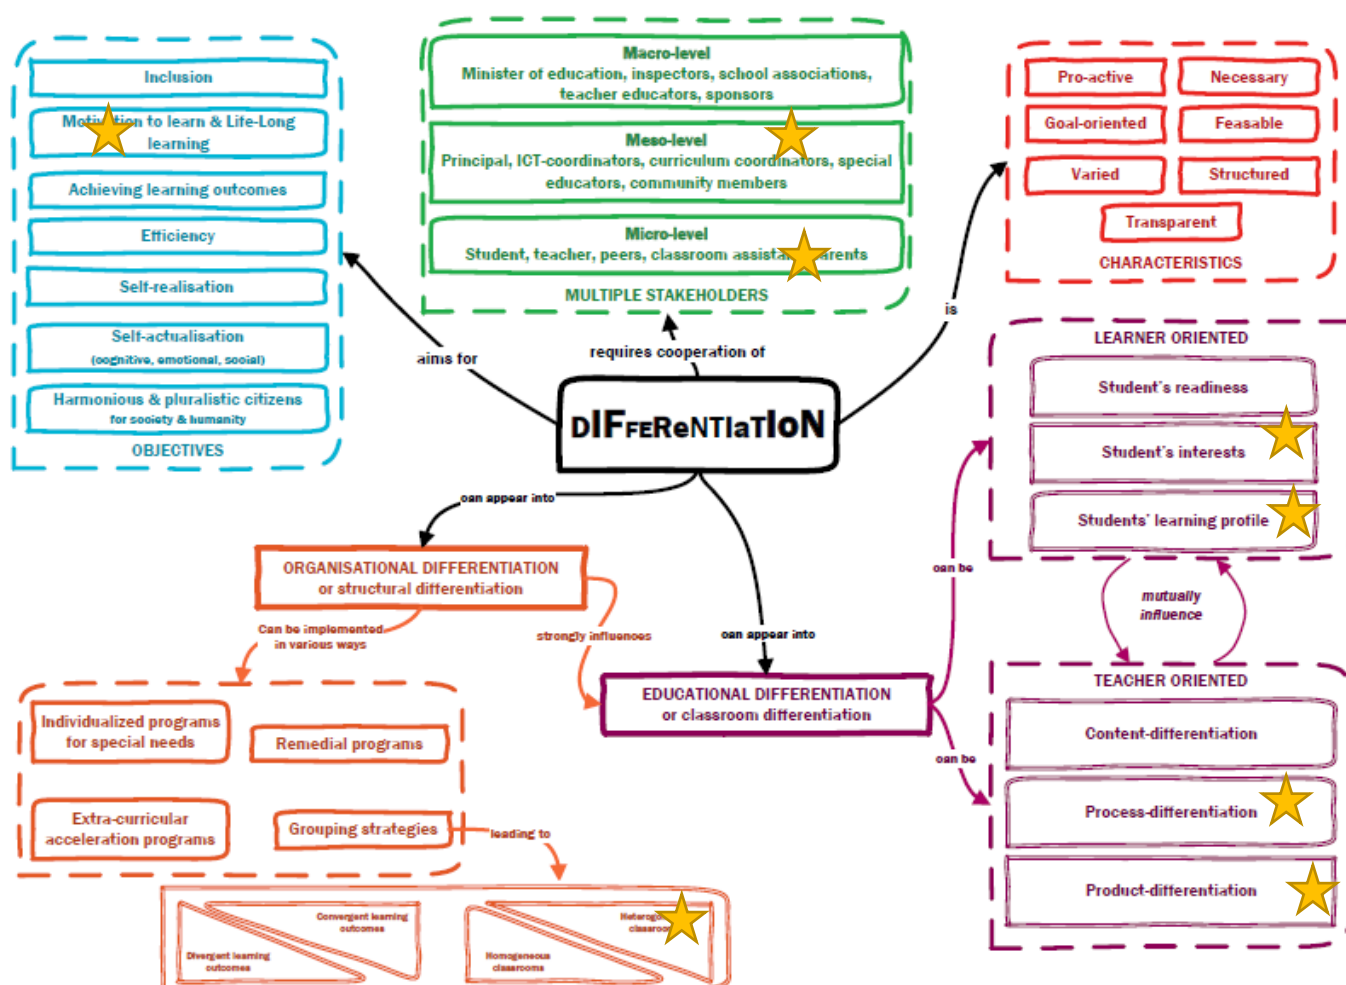 Inclusion
to learn & Life-Long
learning
Achieving learning outcomes
Efficiency
Self-realisation
Self-actualisation
(cognitive, emotional, social)
Harmonious & pluralistic citizens
for society & humanity
OBJECTIVES
Macro-level
Minister of education, inspectors, school associations,
teacher educators, sponsors
Meso-level
Principal, ICT-coordinators, curriculum coordinators, special
educators, community members
Micro-level
Student, teacher, peers, classroom
MULTIPLE STAKEHOLDERS
Pro-active
Necessary
Goal-oriented
Feasable
Varied
Structured
Transparent
CHARACTERISTICS
aims for
requires cooperation of
is
DIFFEReNTIaTIoN
can appear into
can appear into
LEARNER ORIENTED
Student's readiness
Student's interests
Students' learning profile
can be
mutually
influence
ORGANISATIONAL DIFFERENTIATION
or structural differentiation
Can be implemented
in various ways
strongly influences
EDUCATIONAL DIFFERENTIATION
or classroom differentiation
can be
TEACHER ORIENTED
Content-differentiation
Process-differentiation
Product-differentiation
Individualized programs
for special needs
Remedial programs
Extra-curricular
acceleration programs
Grouping strategies
leading to
Convergent learning
outcomes
Divergent learning
outcomes
Homogeneous
classrooms